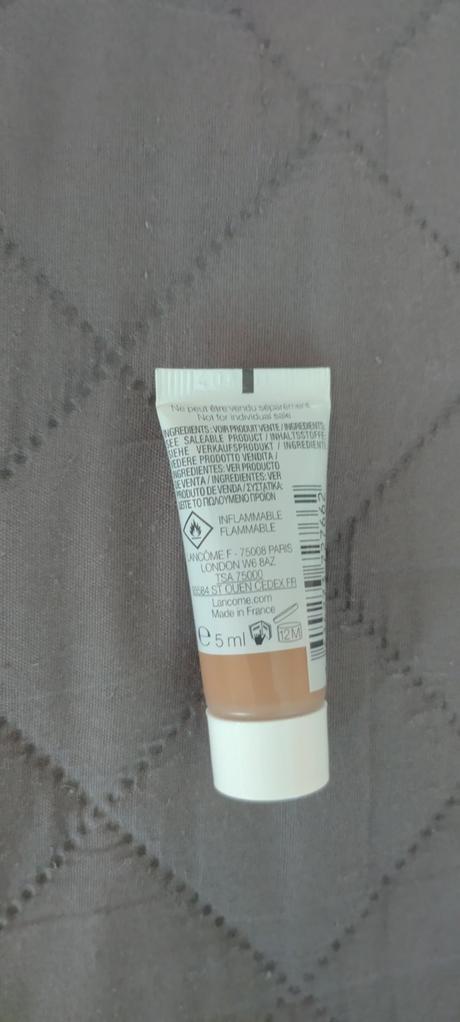 Ne peut être vendu séparément
Not for individual sale
INGREDIENTS : VOIR PRODUIT VENTE / INGREDIENTS:
SEE SALEABLE PRODUCT / INHALTSSTOFFE:
SIEHE VERKAUFSPRODUKT / INGREDIENTI:
VEDERE PRODOTTO VENDITA /
INGREDIENTES: VER PRODUCTO
DE VENTA / INGREDIENTES: VER
PRODUTO DE VENDA / ΣΥΣΤΑΤΙΚΑ:
ΔΕΙΤΕ ΤΟ ΠΩΛΟΥΜΕΝΟ ΠΡΟΙΟΝ
INFLAMMABLE
FLAMMABLE
LANCÔME F - 75008 PARIS
LONDON W6 8AZ
TSA 75000
93584 ST OUEN CEDEX FR
Lancome.com
Made in France
e 5 ml
12 M